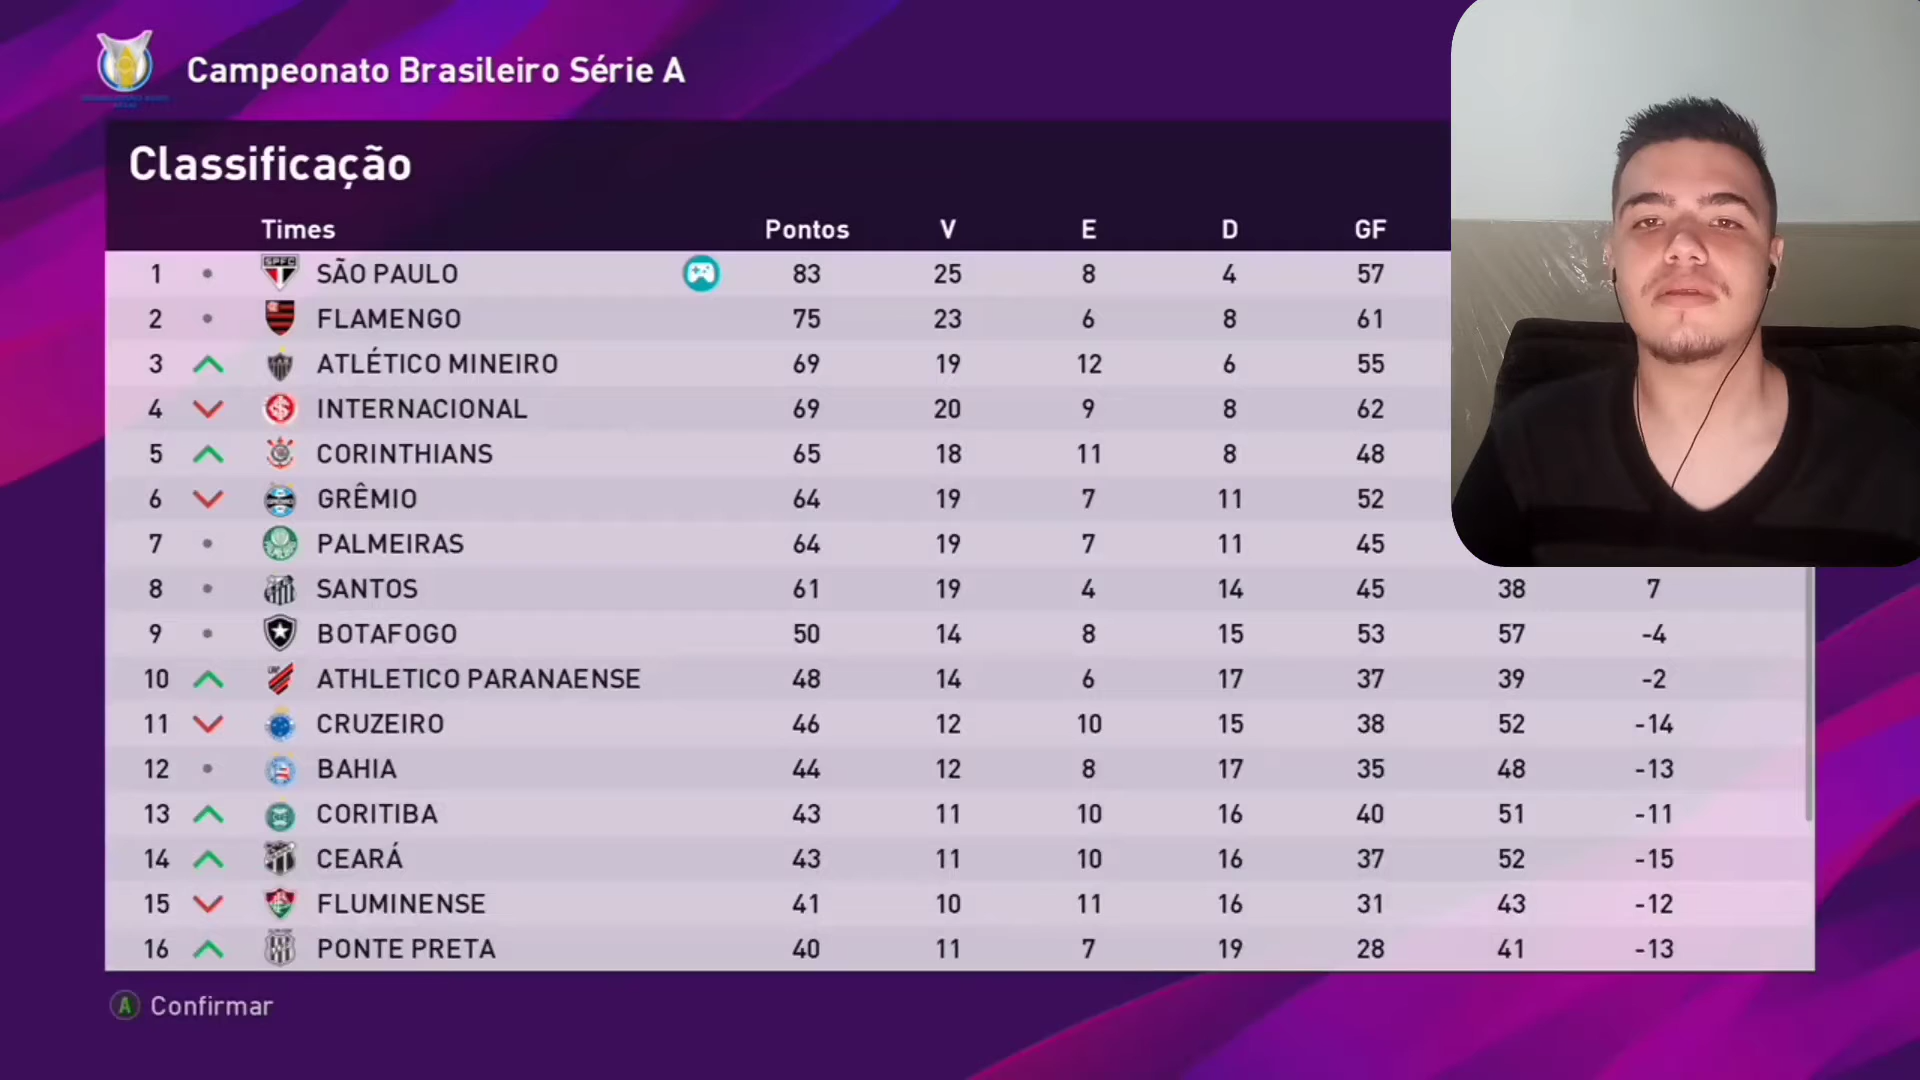 Campeonato Brasileiro Série A
Classificação
Times Pontos V E D GF
1 SÃO PAULO 83 25 8 4 57
2 FLAMENGO 75 23 6 8 61
3 ATLÉTICO MINEIRO 69 19 12 6 55
4 INTERNACIONAL 69 20 9 8 62
5 CORINTHIANS 65 18 11 8 48
6 GRÊMIO 64 19 7 11 52
7 PALMEIRAS 64 19 7 11 45
8 SANTOS 61 19 4 14 45 38 7
9 BOTAFOGO 50 14 8 15 53 57 -4
10 ATHLETICO PARANAENSE 48 14 6 17 37 39 -2
11 CRUZEIRO 46 12 10 15 38 52 -14
12 BAHIA 44 12 8 17 35 48 -13
13 CORITIBA 43 11 10 16 40 51 -11
14 CEARÁ 43 11 10 16 37 52 -15
15 FLUMINENSE 41 10 11 16 31 43 -12
16 PONTE PRETA 40 11 7 19 28 41 -13
A Confirmar